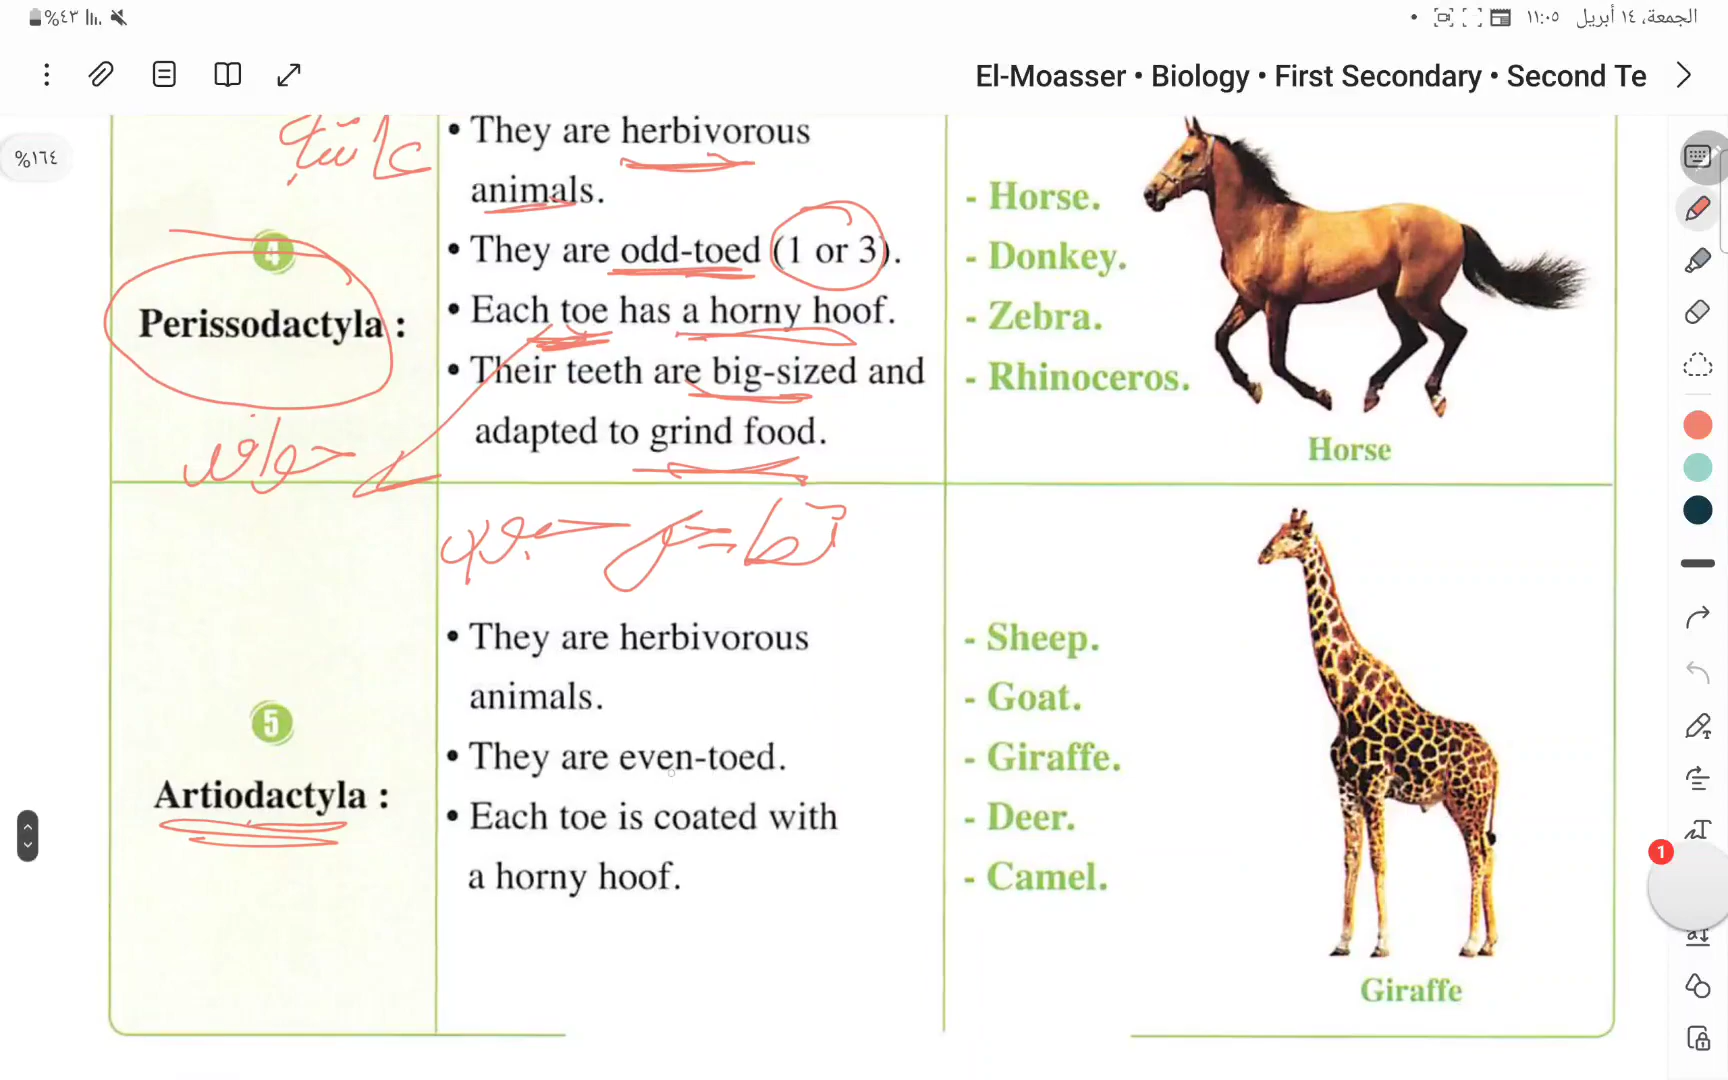 %٤٣
الجمعة، ١٤ أبريل ١١:٠٥
El-Moasser • Biology • First Secondary • Second Te
%١٦٤
عاشبة
4
Perissodactyla :
حوافر
• They are herbivorous
animals.
• They are odd-toed (1 or 3).
• Each toe has a horny hoof.
• Their teeth are big-sized and
adapted to grind food.
- Horse.
- Donkey.
- Zebra.
- Rhinoceros.
Horse
5
Artiodactyla :
• They are herbivorous
animals.
• They are even-toed.
• Each toe is coated with
a horny hoof.
- Sheep.
- Goat.
- Giraffe.
- Deer.
- Camel.
Giraffe
1